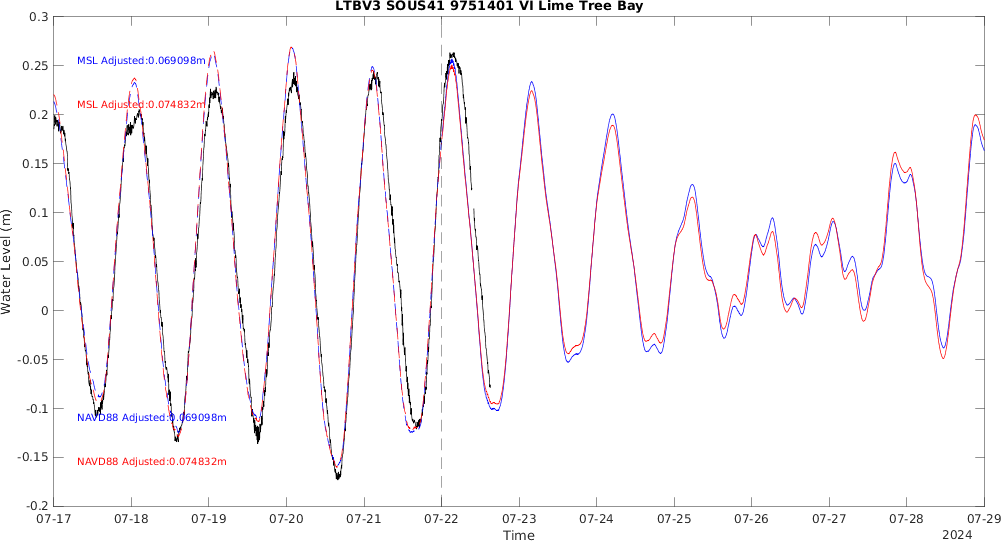 LTBV3 SOUS41 9751401 VI Lime Tree Bay
0.3
0.25
0.2
0.15
0.1
0.05
0
-0.05
-0.1
-0.15
-0.2
Water Level (m)
MSL Adjusted:0.069098m
MSL Adjusted:0.074832m
NAVD88 Adjusted:0.069098m
NAVD88 Adjusted:0.074832m
07-17 07-18 07-19 07-20 07-21 07-22 07-23 07-24 07-25 07-26 07-27 07-28 07-29
Time
2024